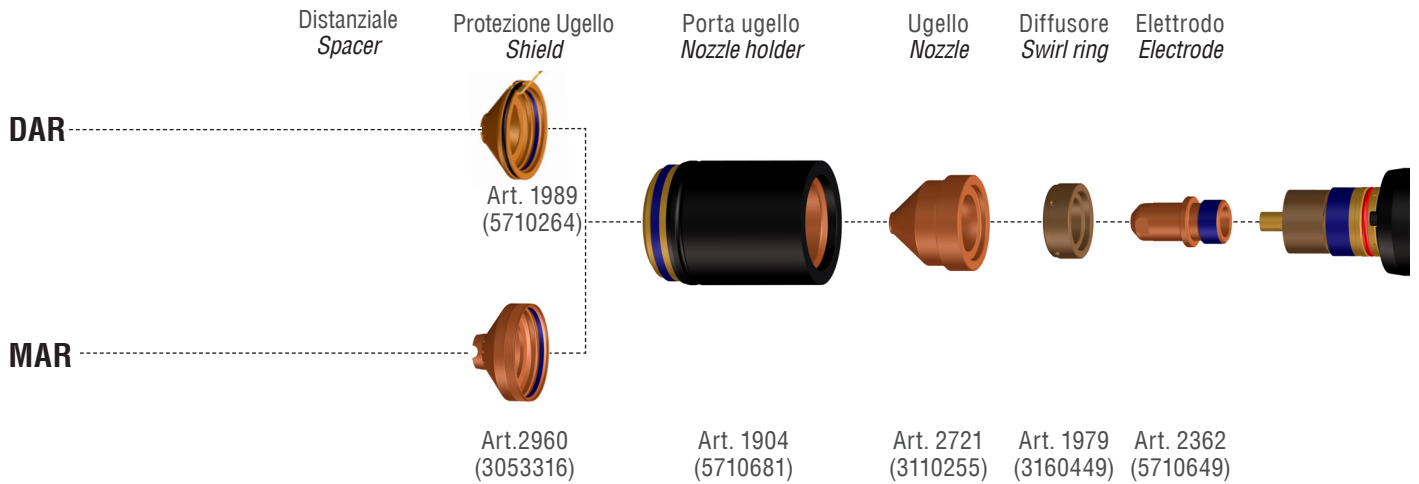 Distanziale
Spacer
Protezione Ugello
Shield
Porta ugello
Nozzle holder
Ugello
Nozzle
Diffusore
Swirl ring
Elettrodo
Electrode
DAR
Art. 1989
(5710264)
MAR
Art.2960
(3053316)
Art. 1904
(5710681)
Art. 2721
(3110255)
Art. 1979
(3160449)
Art. 2362
(5710649)